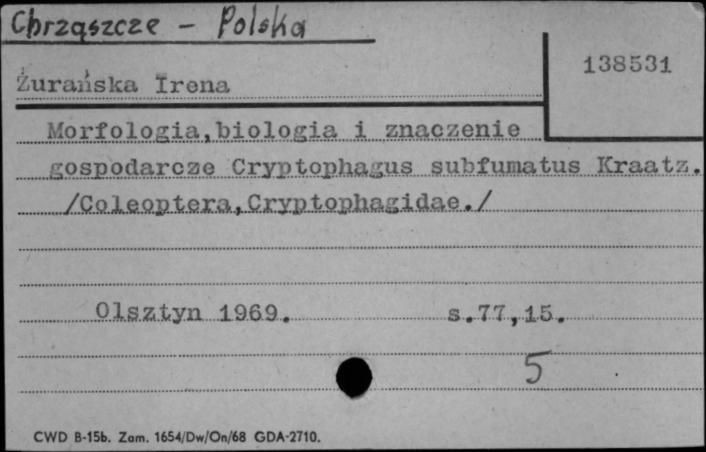 Chrząszcze - Polska
138531
Żurańska Irena
Morfologia,biologia i znaczenie
gospodarcze Cryptophagus subfumatus Kraatz.
/Coleoptera,Cryptophagidae./
Olsztyn 1969. s.77,15.
5
CWD B-15b. Zam. 1654/Dw/On/68 GDA-2710.